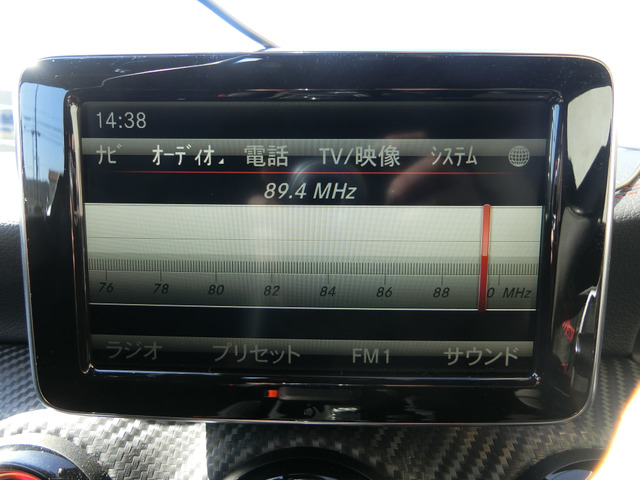 14:38
ナビ オーディオ 電話 TV/映像 システム
89.4 MHz
76 78 80 82 84 86 88 0 MHz
ラジオ プリセット FM1 サウンド